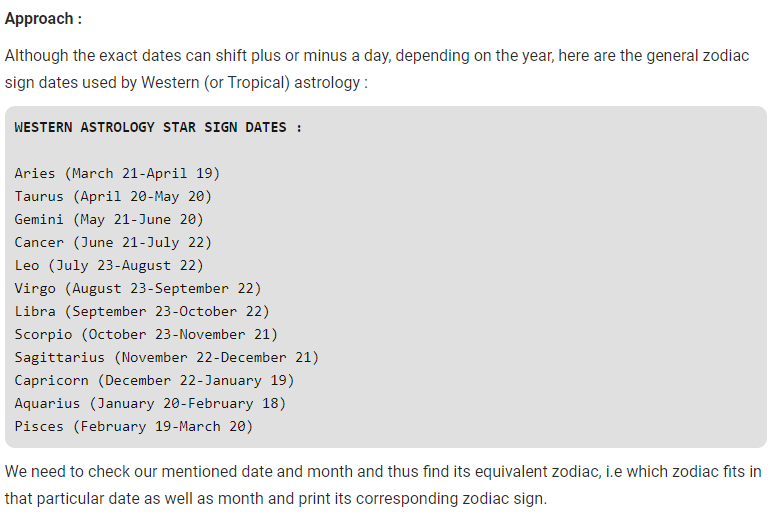 Approach :
Although the exact dates can shift plus or minus a day, depending on the year, here are the general zodiac
sign dates used by Western (or Tropical) astrology :
WESTERN ASTROLOGY STAR SIGN DATES :
Aries (March 21-April 19)
Taurus (April 20-May 20)
Gemini (May 21-June 20)
Cancer (June 21-July 22)
Leo (July 23-August 22)
Virgo (August 23-September 22)
Libra (September 23-October 22)
Scorpio (October 23-November 21)
Sagittarius (November 22-December 21)
Capricorn (December 22-January 19)
Aquarius (January 20-February 18)
Pisces (February 19-March 20)
We need to check our mentioned date and month and thus find its equivalent zodiac, i.e which zodiac fits in
that particular date as well as month and print its corresponding zodiac sign.